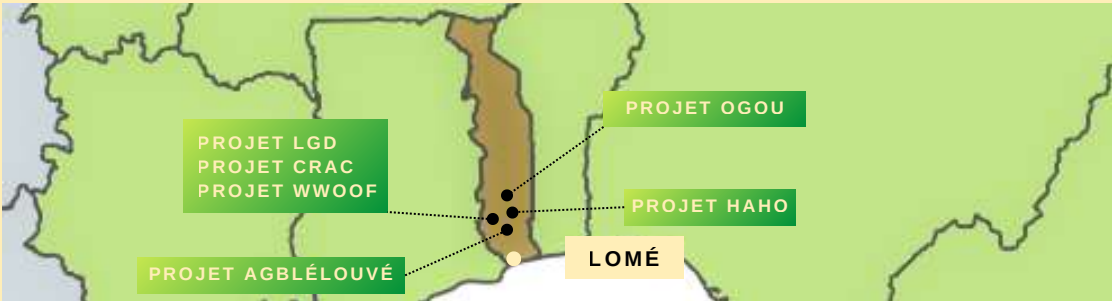 PROJET OGOU
PROJET LGD
PROJET CRAC
PROJET WWOOF
PROJET HAHO
LOMÉ
PROJET AGBLÉLOUVÉ